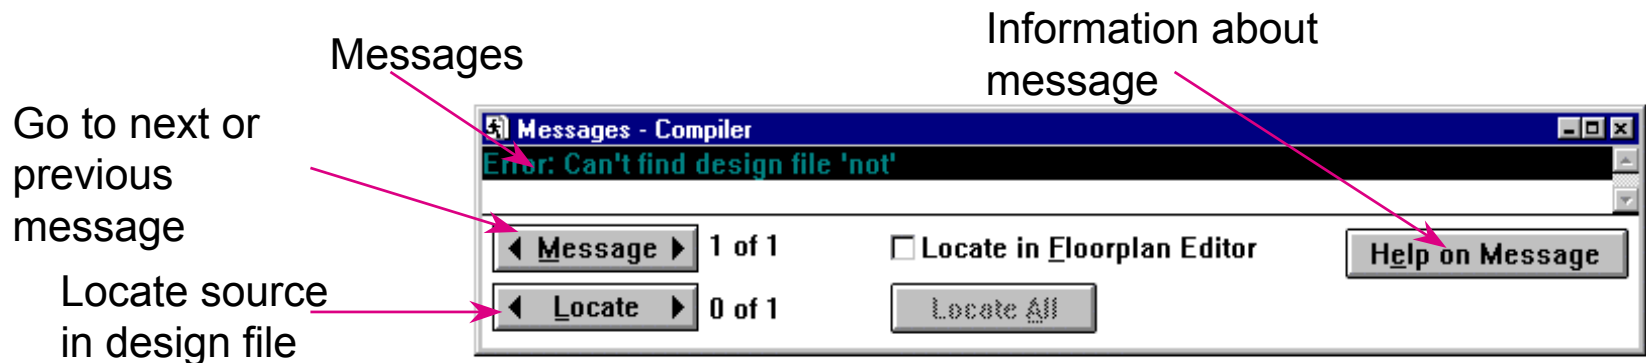 Messages
Information about
message
Go to next or
previous
message
Locate source
in design file
Messages - Compiler
Error: Can't find design file 'not'
Message 1 of 1
Locate in Floorplan Editor
Help on Message
Locate 0 of 1
Locate All